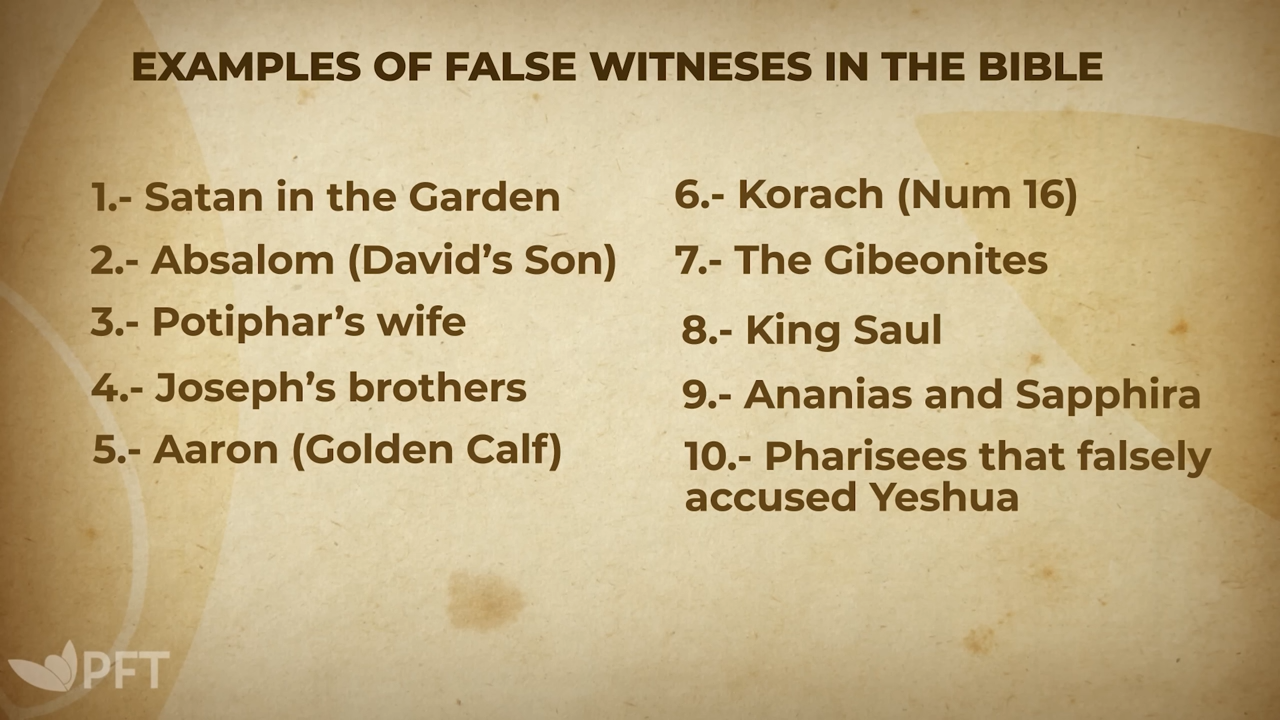 EXAMPLES OF FALSE WITNESES IN THE BIBLE
1.- Satan in the Garden
2.- Absalom (David’s Son)
3.- Potiphar’s wife
4.- Joseph’s brothers
5.- Aaron (Golden Calf)
6.- Korach (Num 16)
7.- The Gibeonites
8.- King Saul
9.- Ananias and Sapphira
10.- Pharisees that falsely
accused Yeshua
PFT